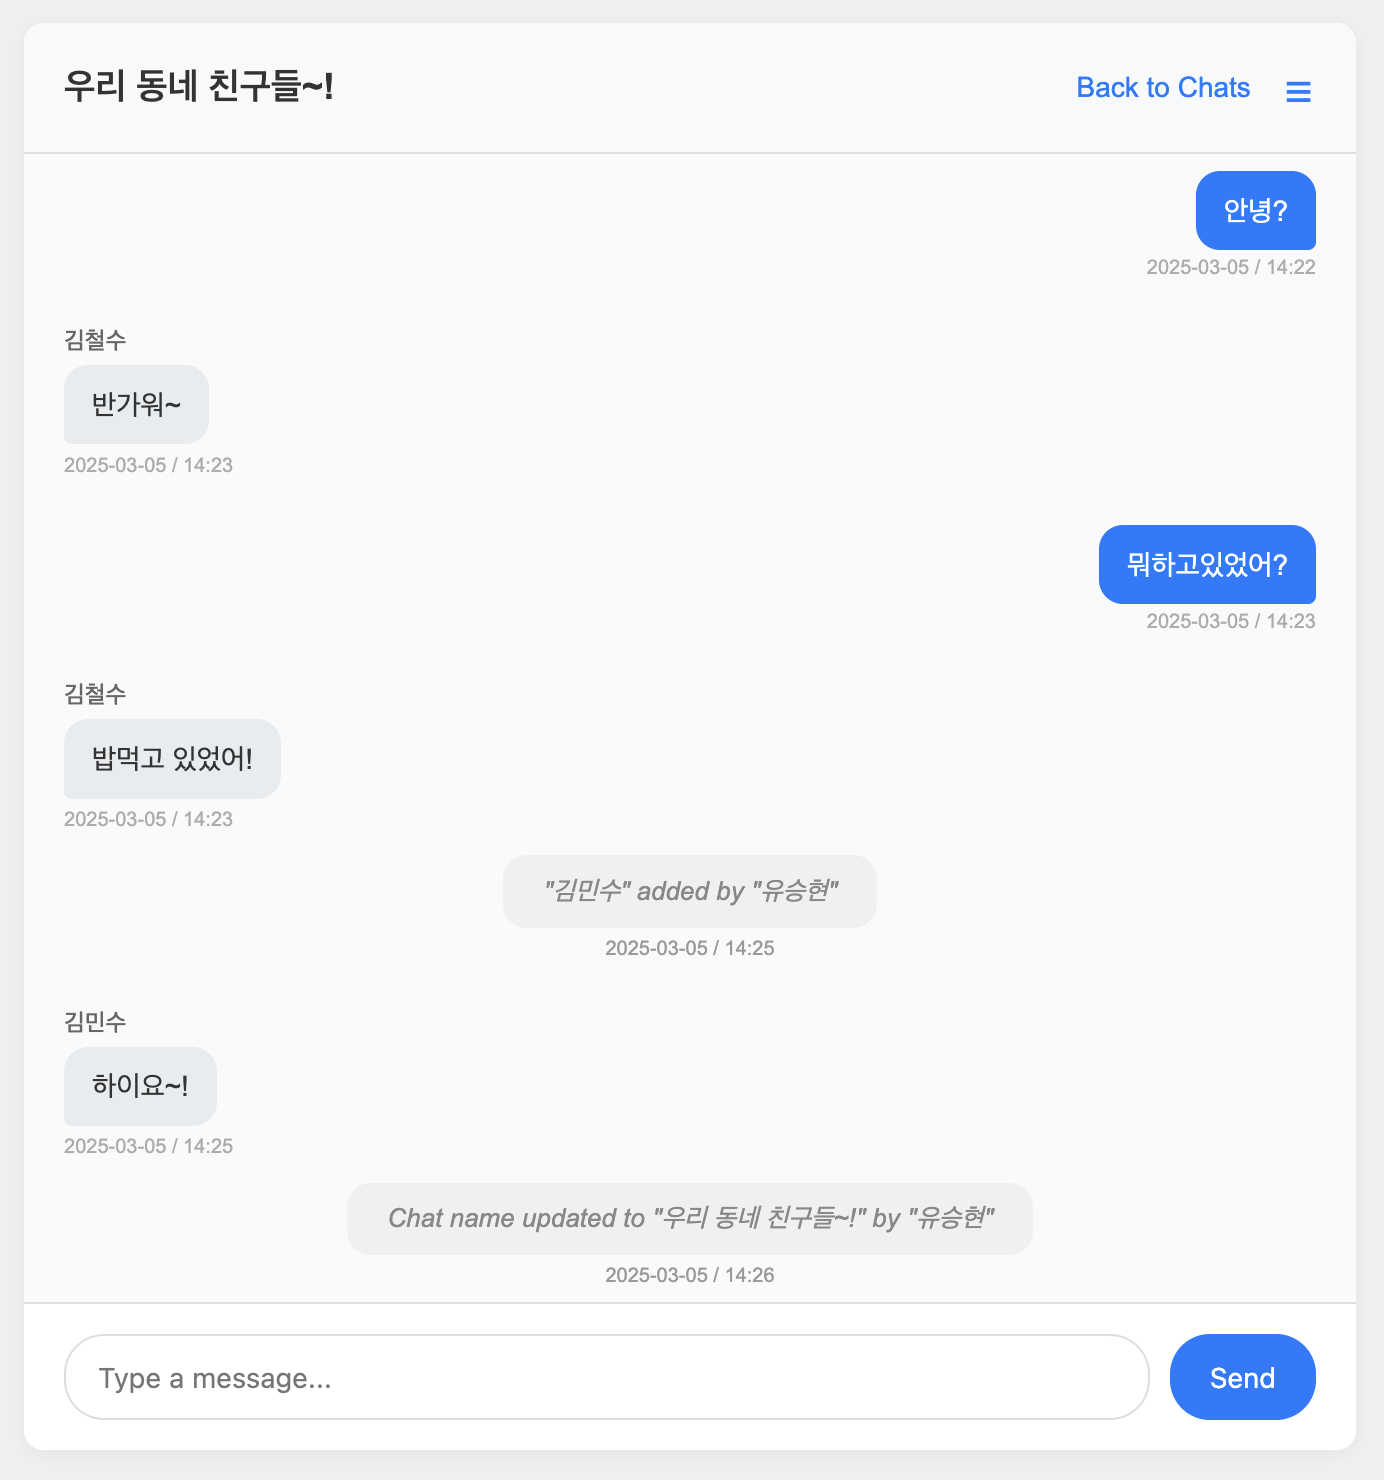 우리 동네 친구들~!
Back to Chats
안녕?
2025-03-05 / 14:22
김철수
반가워~
2025-03-05 / 14:23
뭐하고있었어?
2025-03-05 / 14:23
김철수
밥먹고 있었어!
2025-03-05 / 14:23
"김민수" added by "유승현"
2025-03-05 / 14:25
김민수
하이요~!
2025-03-05 / 14:25
Chat name updated to "우리 동네 친구들~!" by "유승현"
2025-03-05 / 14:26
Type a message...
Send